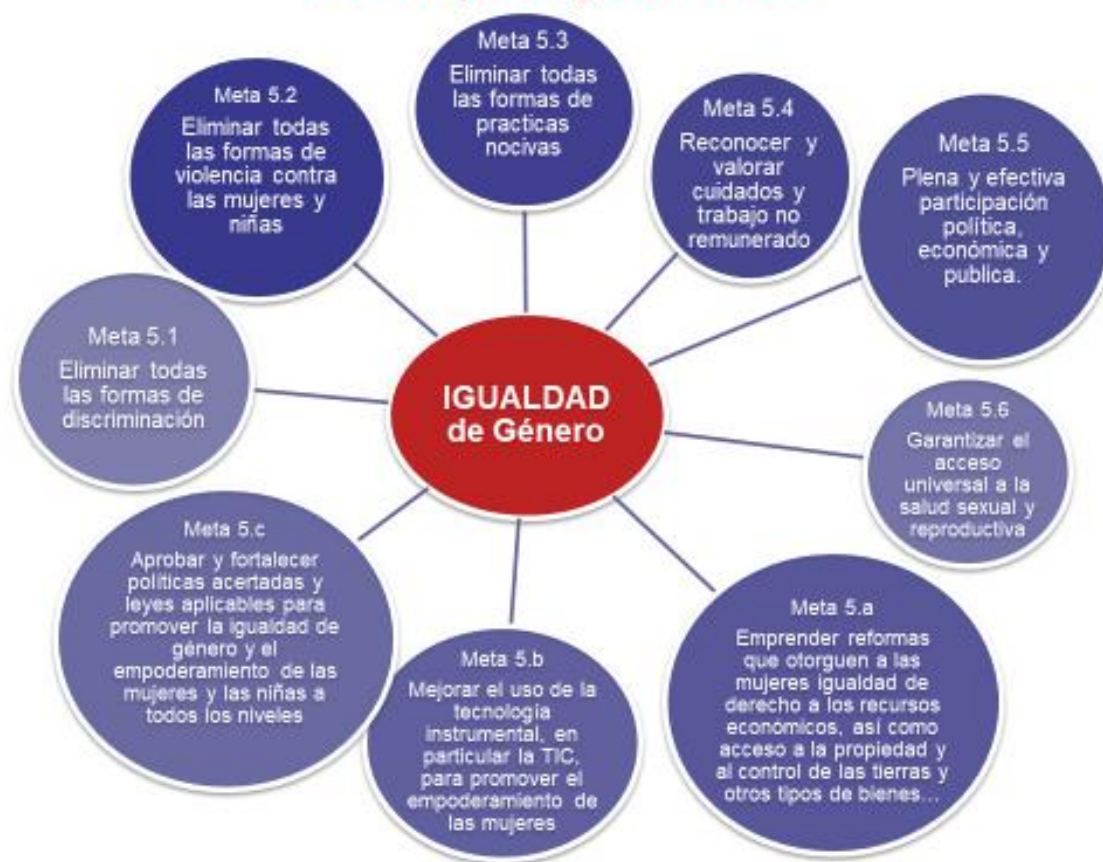 Meta 5.3
Eliminar todas
las formas de
practicas
nocivas
Meta 5.2
Eliminar todas
las formas de
violencia contra
las mujeres y
niñas
Meta 5.4
Reconocer y
valorar
cuidados y
trabajo no
remunerado
Meta 5.5
Plena y efectiva
participación
política,
económica y
publica.
Meta 5.1
Eliminar todas
las formas de
discriminación
IGUALDAD
de Género
Meta 5.6
Garantizar el
acceso
universal a la
salud sexual y
reproductiva
Meta 5.c
Aprobar y fortalecer
políticas acertadas y
leyes aplicables para
promover la igualdad de
género y el
empoderamiento de las
mujeres y las niñas a
todos los niveles
Meta 5.b
Mejorar el uso de la
tecnología
instrumental, en
particular la TIC,
para promover el
empoderamiento de
las mujeres
Meta 5.a
Emprender reformas
que otorguen a las
mujeres igualdad de
derecho a los recursos
económicos, así como
acceso a la propiedad y
al control de las tierras y
otros tipos de bienes...